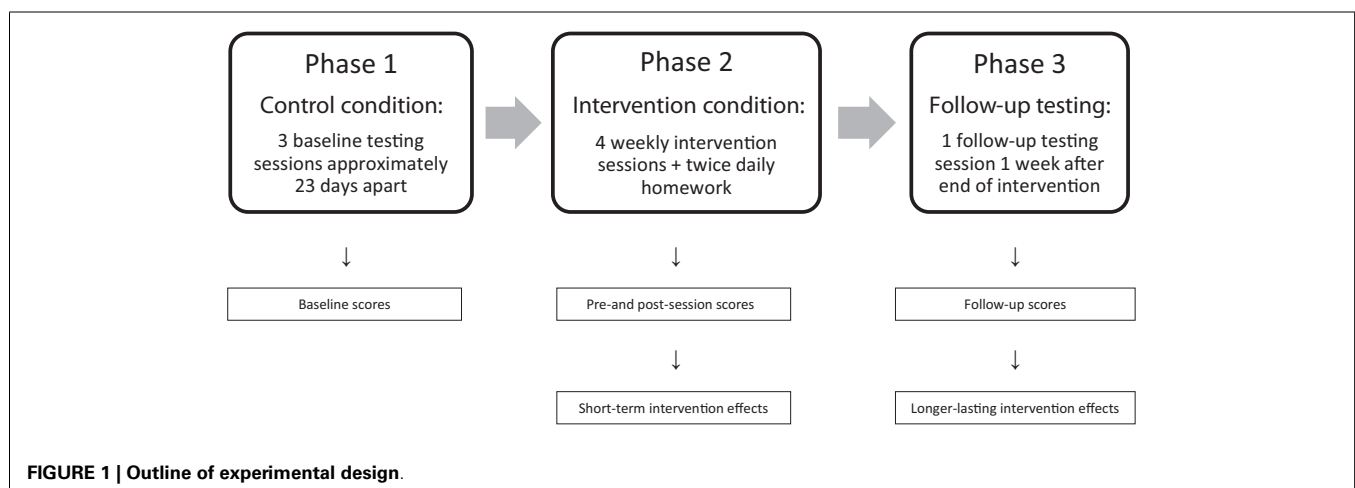 Phase 1
Control condition:
3 baseline testing
sessions approximately
23 days apart
Phase 2
Intervention condition:
4 weekly intervention
sessions + twice daily
homework
Phase 3
Follow-up testing:
1 follow-up testing
session 1 week after
end of intervention
↓
↓
↓
Baseline scores
Pre-and post-session scores
Follow-up scores
↓
↓
Short-term intervention effects
Longer-lasting intervention effects
FIGURE 1 | Outline of experimental design.